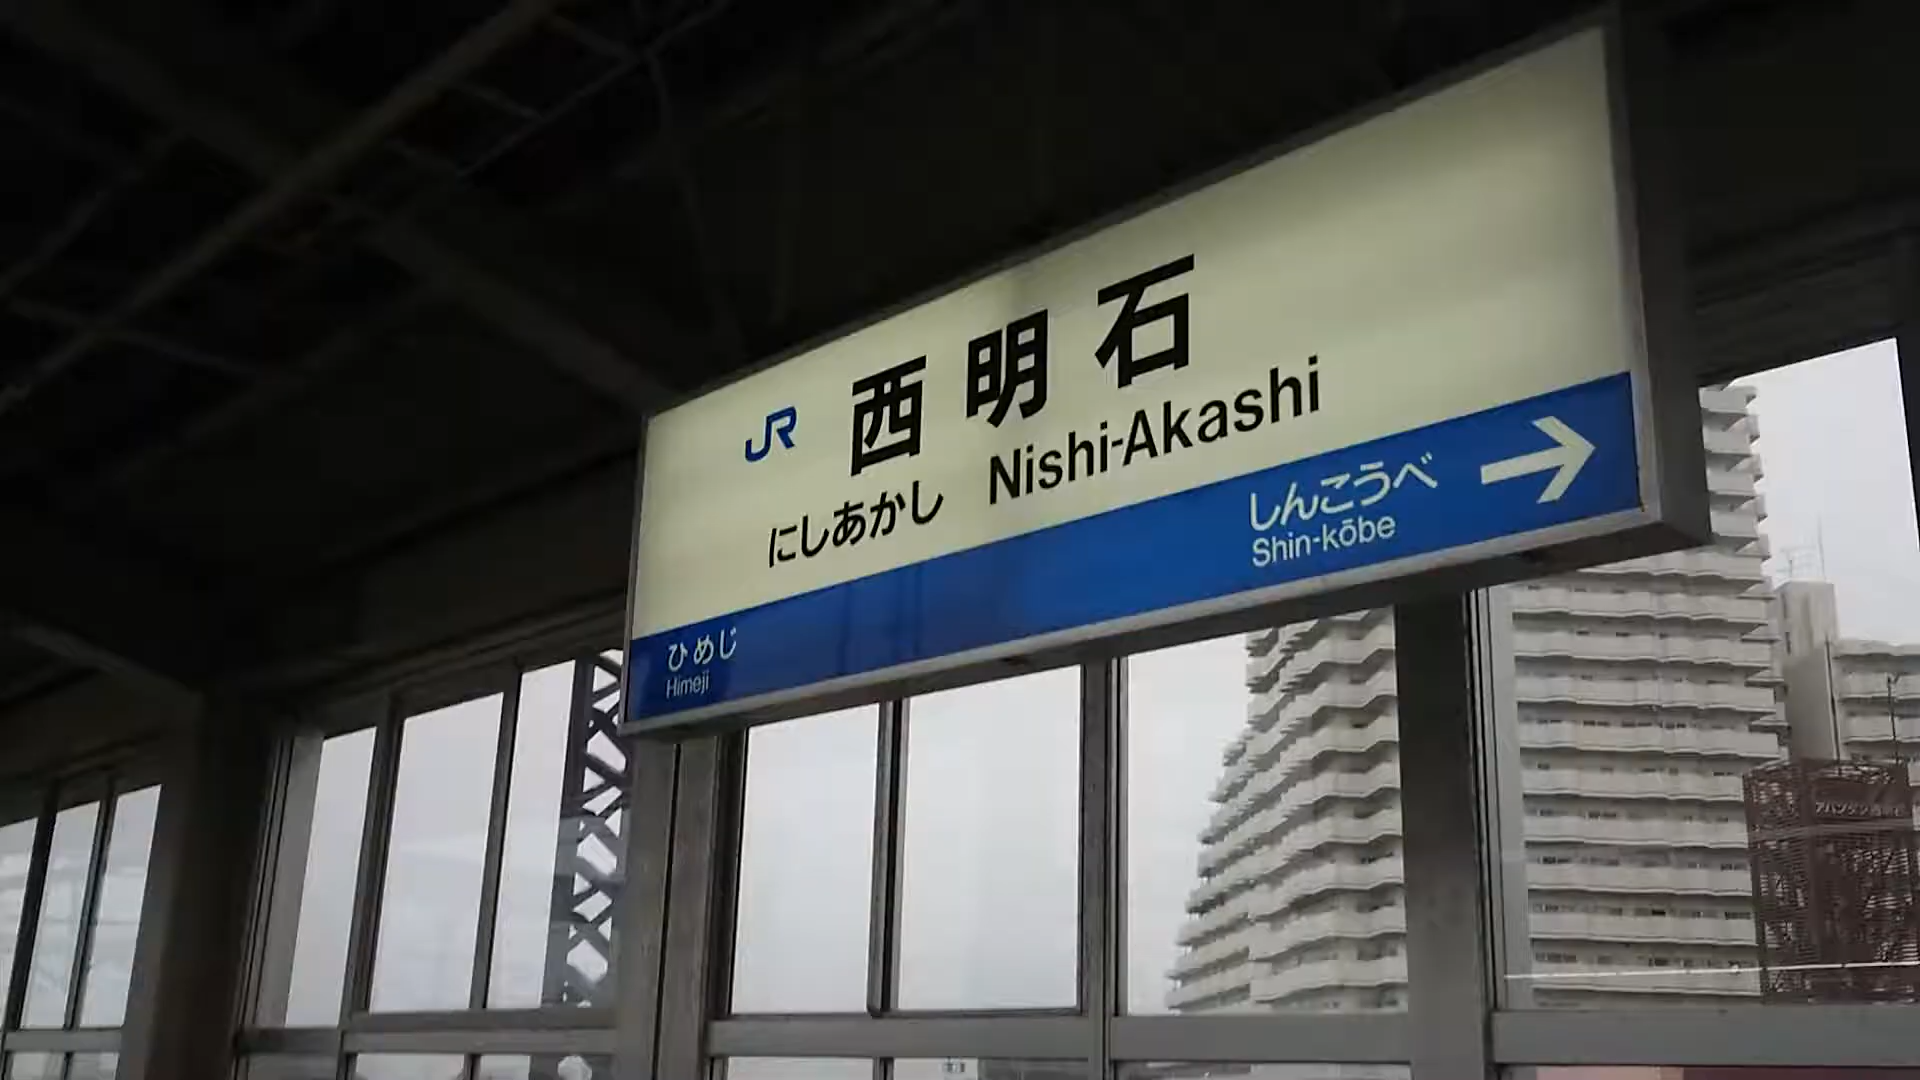 JR 西明石
にしあかし Nishi-Akashi
しんこうべ →
Shin-kōbe
ひめじ
Himeji